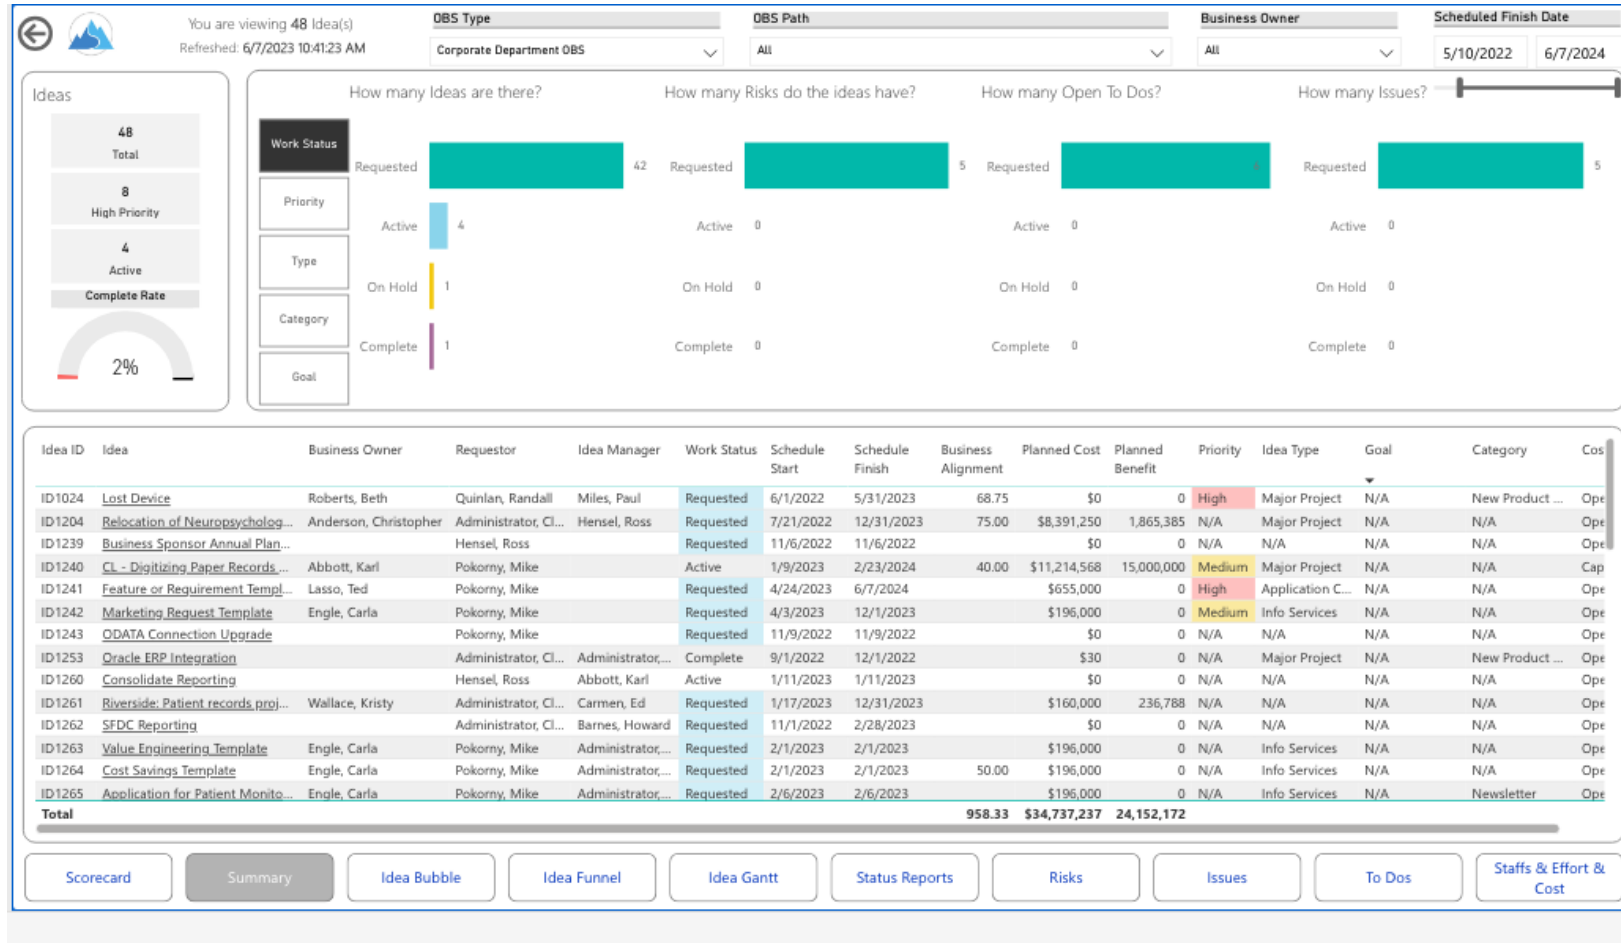 You are viewing 48 Idea(s)
Refreshed: 6/7/2023 10:41:23 AM
OBS Type
Corporate Department OBS
OBS Path
All
Business Owner
All
Scheduled Finish Date
5/10/2022 6/7/2024
Ideas
48
Total
8
High Priority
4
Active
Complete Rate
2%
Work Status
Priority
Type
Category
Goal
How many Ideas are there?
Requested 42
Active 4
On Hold 1
Complete 1
How many Risks do the ideas have?
Requested 5
Active 0
On Hold 0
Complete 0
How many Open To Dos?
Requested
Active 0
On Hold 0
Complete 0
How many Issues?
Requested 5
Active 0
On Hold 0
Complete 0
Idea ID Idea Business Owner Requestor Idea Manager Work Status Schedule Start Schedule Finish Business Alignment Planned Cost Planned Benefit Priority Idea Type Goal Category Cos
ID1024 Lost Device Roberts, Beth Quinlan, Randall Miles, Paul Requested 6/1/2022 5/31/2023 68.75 $0 0 High Major Project N/A New Product ... Ope
ID1204 Relocation of Neuropsycholog... Anderson, Christopher Administrator, Cl... Hensel, Ross Requested 7/21/2022 12/31/2023 75.00 $8,391,250 1,865,385 N/A Major Project N/A N/A Ope
ID1239 Business Sponsor Annual Plan... Hensel, Ross Requested 11/6/2022 11/6/2022 $0 0 N/A N/A N/A N/A Ope
ID1240 CL - Digitizing Paper Records ... Abbott, Karl Pokorny, Mike Active 1/9/2023 2/23/2024 40.00 $11,214,568 15,000,000 Medium Major Project N/A N/A Cap
ID1241 Feature or Requirement Templ... Lasso, Ted Pokorny, Mike Requested 4/24/2023 6/7/2024 $655,000 0 High Application C... N/A N/A Ope
ID1242 Marketing Request Template Engle, Carla Pokorny, Mike Requested 4/3/2023 12/1/2023 $196,000 0 Medium Info Services N/A N/A Ope
ID1243 ODATA Connection Upgrade Pokorny, Mike Requested 11/9/2022 11/9/2022 $0 0 N/A N/A N/A N/A Ope
ID1253 Oracle ERP Integration Administrator, Cl... Administrator,... Complete 9/1/2022 12/1/2022 $30 0 N/A Major Project N/A New Product ... Ope
ID1260 Consolidate Reporting Hensel, Ross Abbott, Karl Active 1/11/2023 1/11/2023 $0 0 N/A N/A N/A N/A Ope
ID1261 Riverside: Patient records proj... Wallace, Kristy Administrator, Cl... Carmen, Ed Requested 1/17/2023 12/31/2023 $160,000 236,788 N/A N/A N/A N/A Ope
ID1262 SFDC Reporting Administrator, Cl... Barnes, Howard Requested 11/1/2022 2/28/2023 $0 0 N/A N/A N/A N/A Ope
ID1263 Value Engineering Template Engle, Carla Pokorny, Mike Administrator,... Requested 2/1/2023 2/1/2023 $196,000 0 N/A Info Services N/A N/A Ope
ID1264 Cost Savings Template Engle, Carla Pokorny, Mike Administrator,... Requested 2/1/2023 2/1/2023 50.00 $196,000 0 N/A Info Services N/A N/A Ope
ID1265 Application for Patient Monito... Engle, Carla Pokorny, Mike Administrator,... Requested 2/6/2023 2/6/2023 $196,000 0 N/A Info Services N/A Newsletter Ope
Total 958.33 $34,737,237 24,152,172
Scorecard
Summary
Idea Bubble
Idea Funnel
Idea Gantt
Status Reports
Risks
Issues
To Dos
Staffs & Effort &
Cost